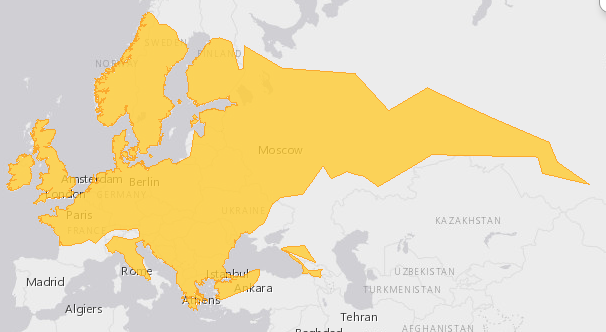 SWEDEN
NORWAY
FINLAND
Moscow
Amsterdam
Berlin
London
GERMANY
Paris
UKRAINE
FRANCE
KAZAKHSTAN
Rome
Istanbul
UZBEKISTAN
Madrid
Ankara
TURKMENISTAN
Athens
Algiers
Tehran
Baghdad
AFGHANISTAN